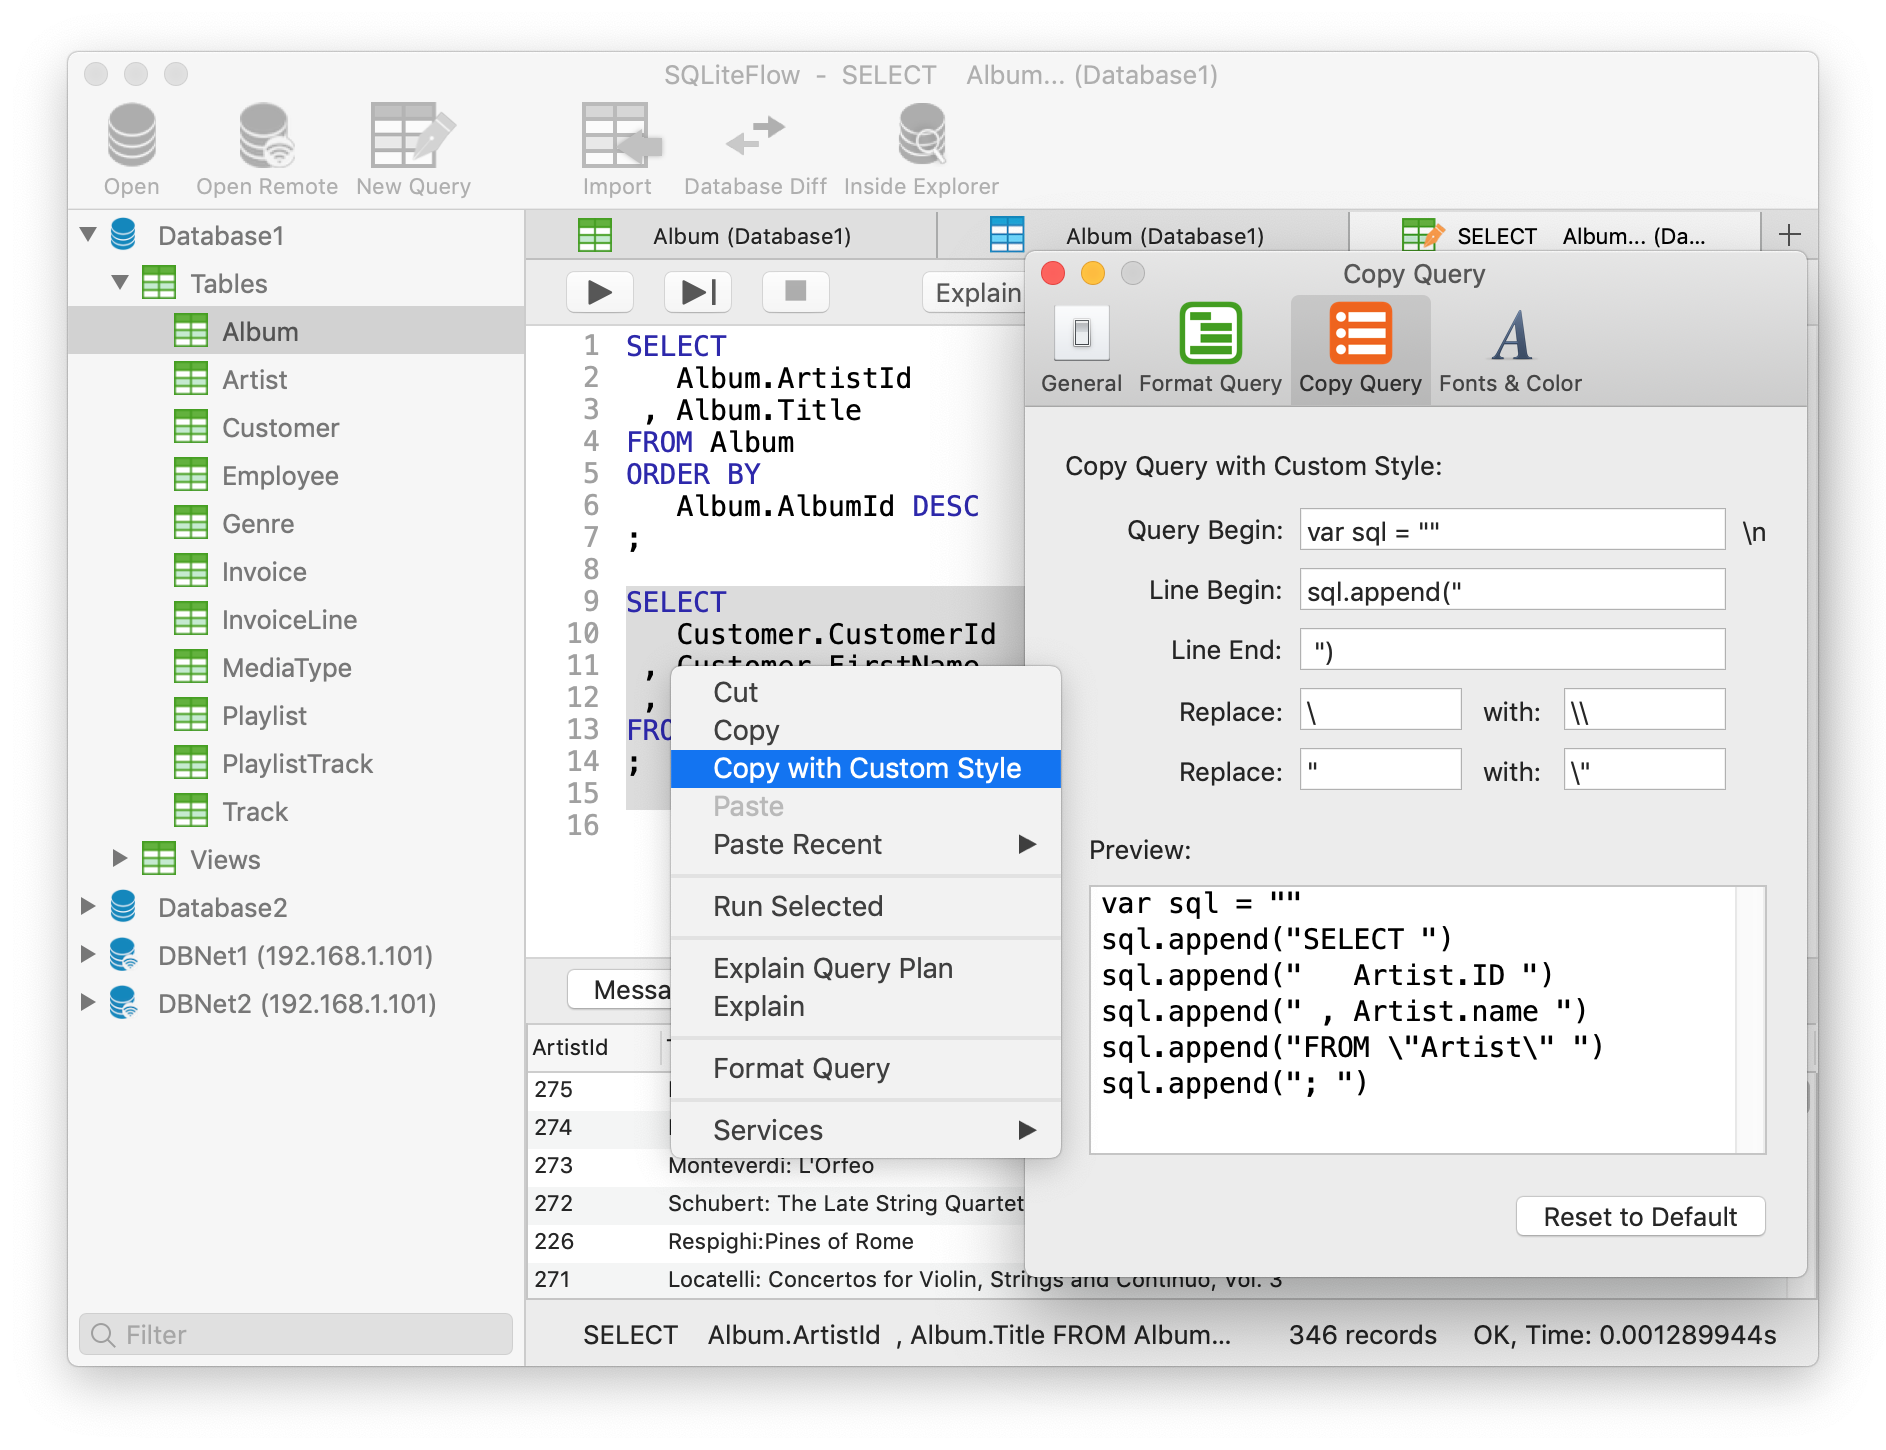 SQLiteFlow - SELECT Album... (Database1)
Open
Open Remote
New Query
Import
Database Diff
Inside Explorer
Database1
Tables
Album
Artist
Customer
Employee
Genre
Invoice
InvoiceLine
MediaType
Playlist
PlaylistTrack
Track
Views
Database2
DBNet1 (192.168.1.101)
DBNet2 (192.168.1.101)
Filter
Album (Database1)
Album (Database1)
SELECT Album... (Da...
Explain
1 SELECT
2 Album.ArtistId
3 , Album.Title
4 FROM Album
5 ORDER BY
6 Album.AlbumId DESC
7 ;
8
9 SELECT
10 Customer.CustomerId
11 , Customer.FirstName
12 ,
13 FRO
14 ;
15
16
Cut
Copy
Copy with Custom Style
Paste
Paste Recent
Run Selected
Explain Query Plan
Explain
Format Query
Services
Messa
ArtistId
275
274
273 Monteverdi: L'Orfeo
272 Schubert: The Late String Quartet
226 Respighi:Pines of Rome
271 Locatelli: Concertos for Violin, Strings and Continuo, Vol. 3
SELECT Album.ArtistId , Album.Title FROM Album...
346 records
OK, Time: 0.001289944s
Copy Query
General
Format Query
Copy Query
Fonts & Color
Copy Query with Custom Style:
Query Begin: var sql = "" \n
Line Begin: sql.append("
Line End: ")
Replace: \ with: \\
Replace: " with: \"
Preview:
var sql = ""
sql.append("SELECT ")
sql.append("   Artist.ID ")
sql.append(" , Artist.name ")
sql.append("FROM \"Artist\" ")
sql.append("; ")
Reset to Default